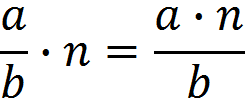 a/b · n = a · n/b